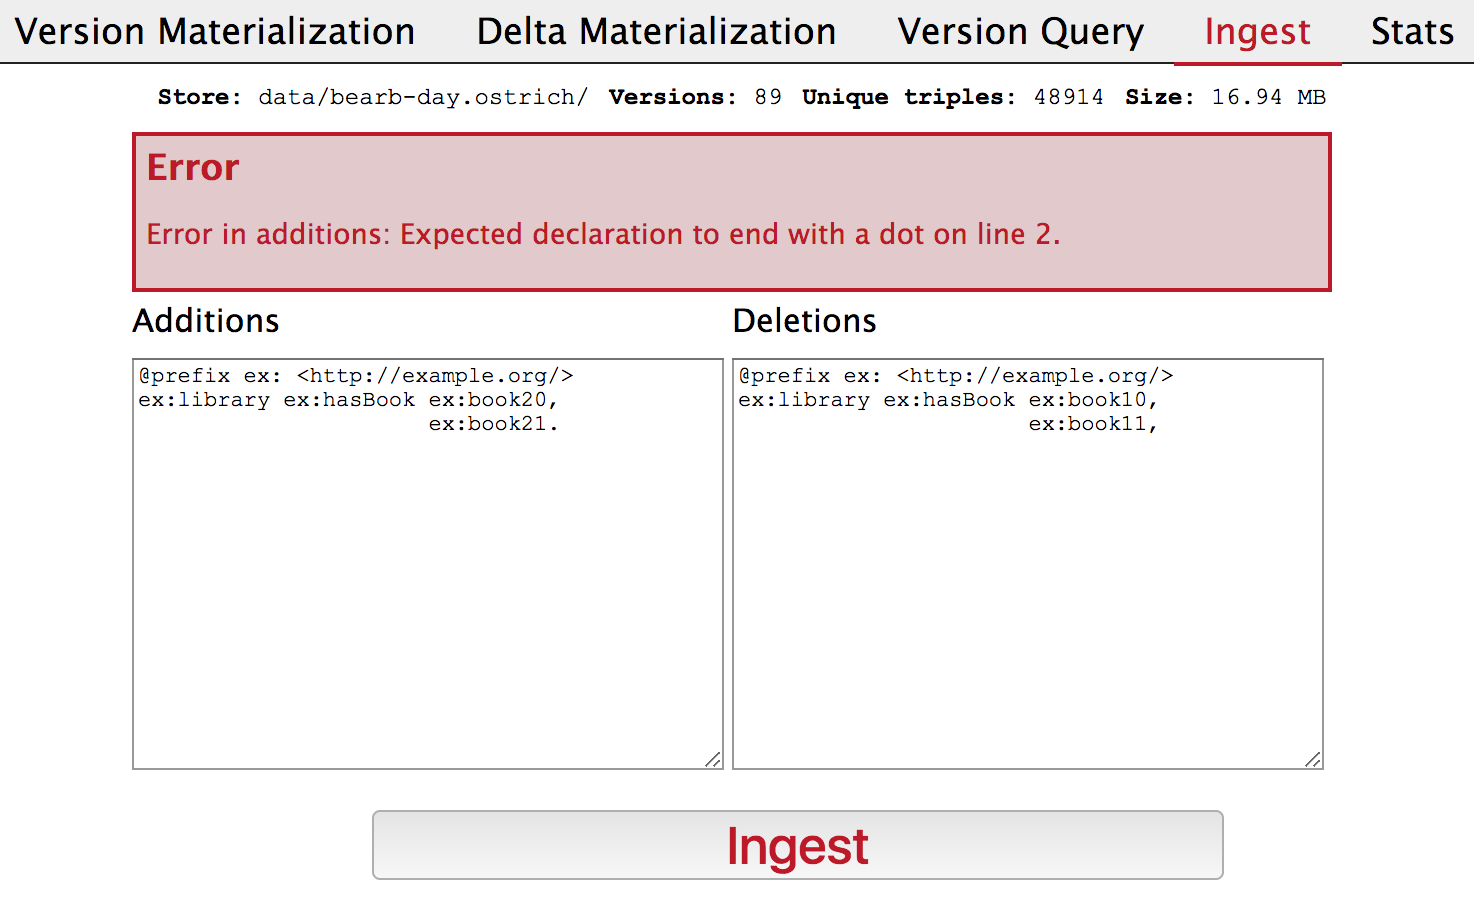 Version Materialization Delta Materialization Version Query Ingest Stats
Store: data/bearb-day.ostrich/ Versions: 89 Unique triples: 48914 Size: 16.94 MB
Error
Error in additions: Expected declaration to end with a dot on line 2.
Additions
@prefix ex: <http://example.org/>
ex:library ex:hasBook ex:book20,
ex:book21.
Deletions
@prefix ex: <http://example.org/>
ex:library ex:hasBook ex:book10,
ex:book11,
Ingest